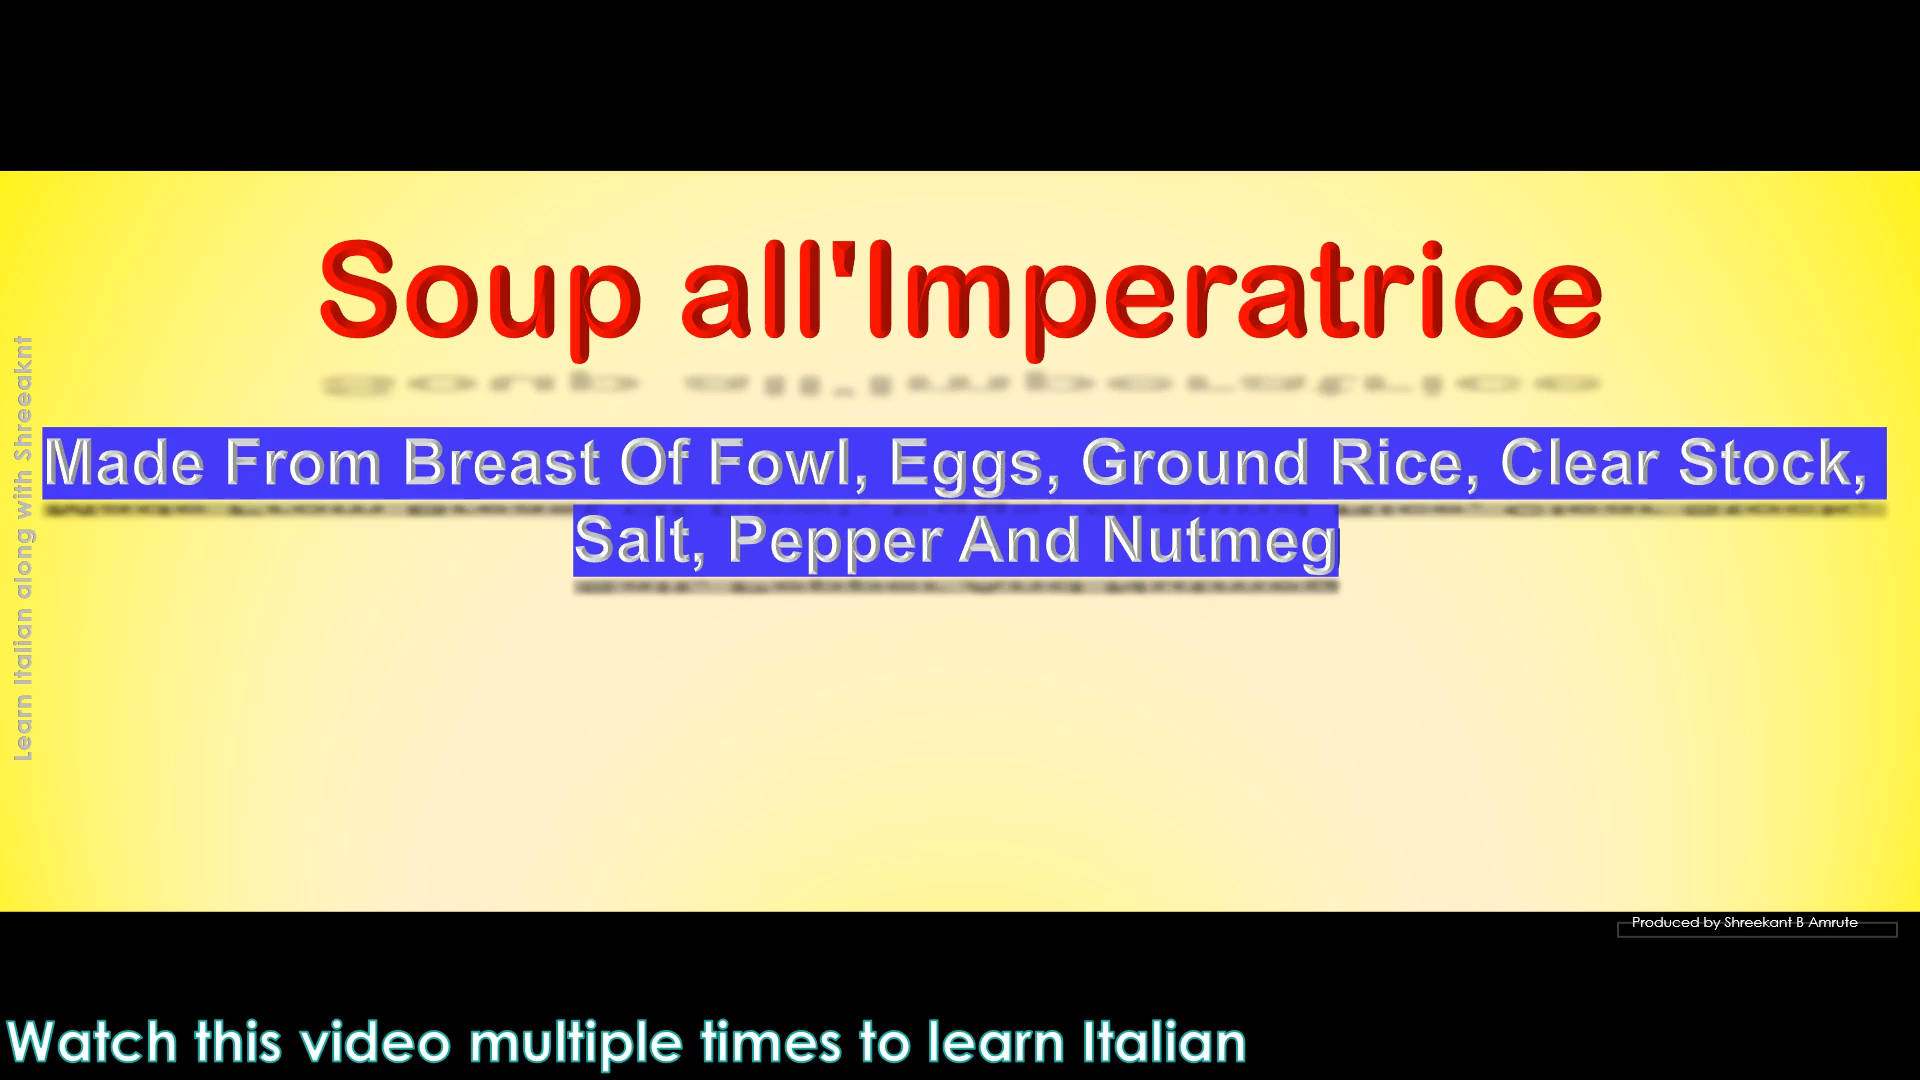 Soup all'Imperatrice
Made From Breast Of Fowl, Eggs, Ground Rice, Clear Stock,
Salt, Pepper And Nutmeg
Learn Italian along with Shreeaknt
Produced by Shreekant B Amrute
Watch this video multiple times to learn Italian